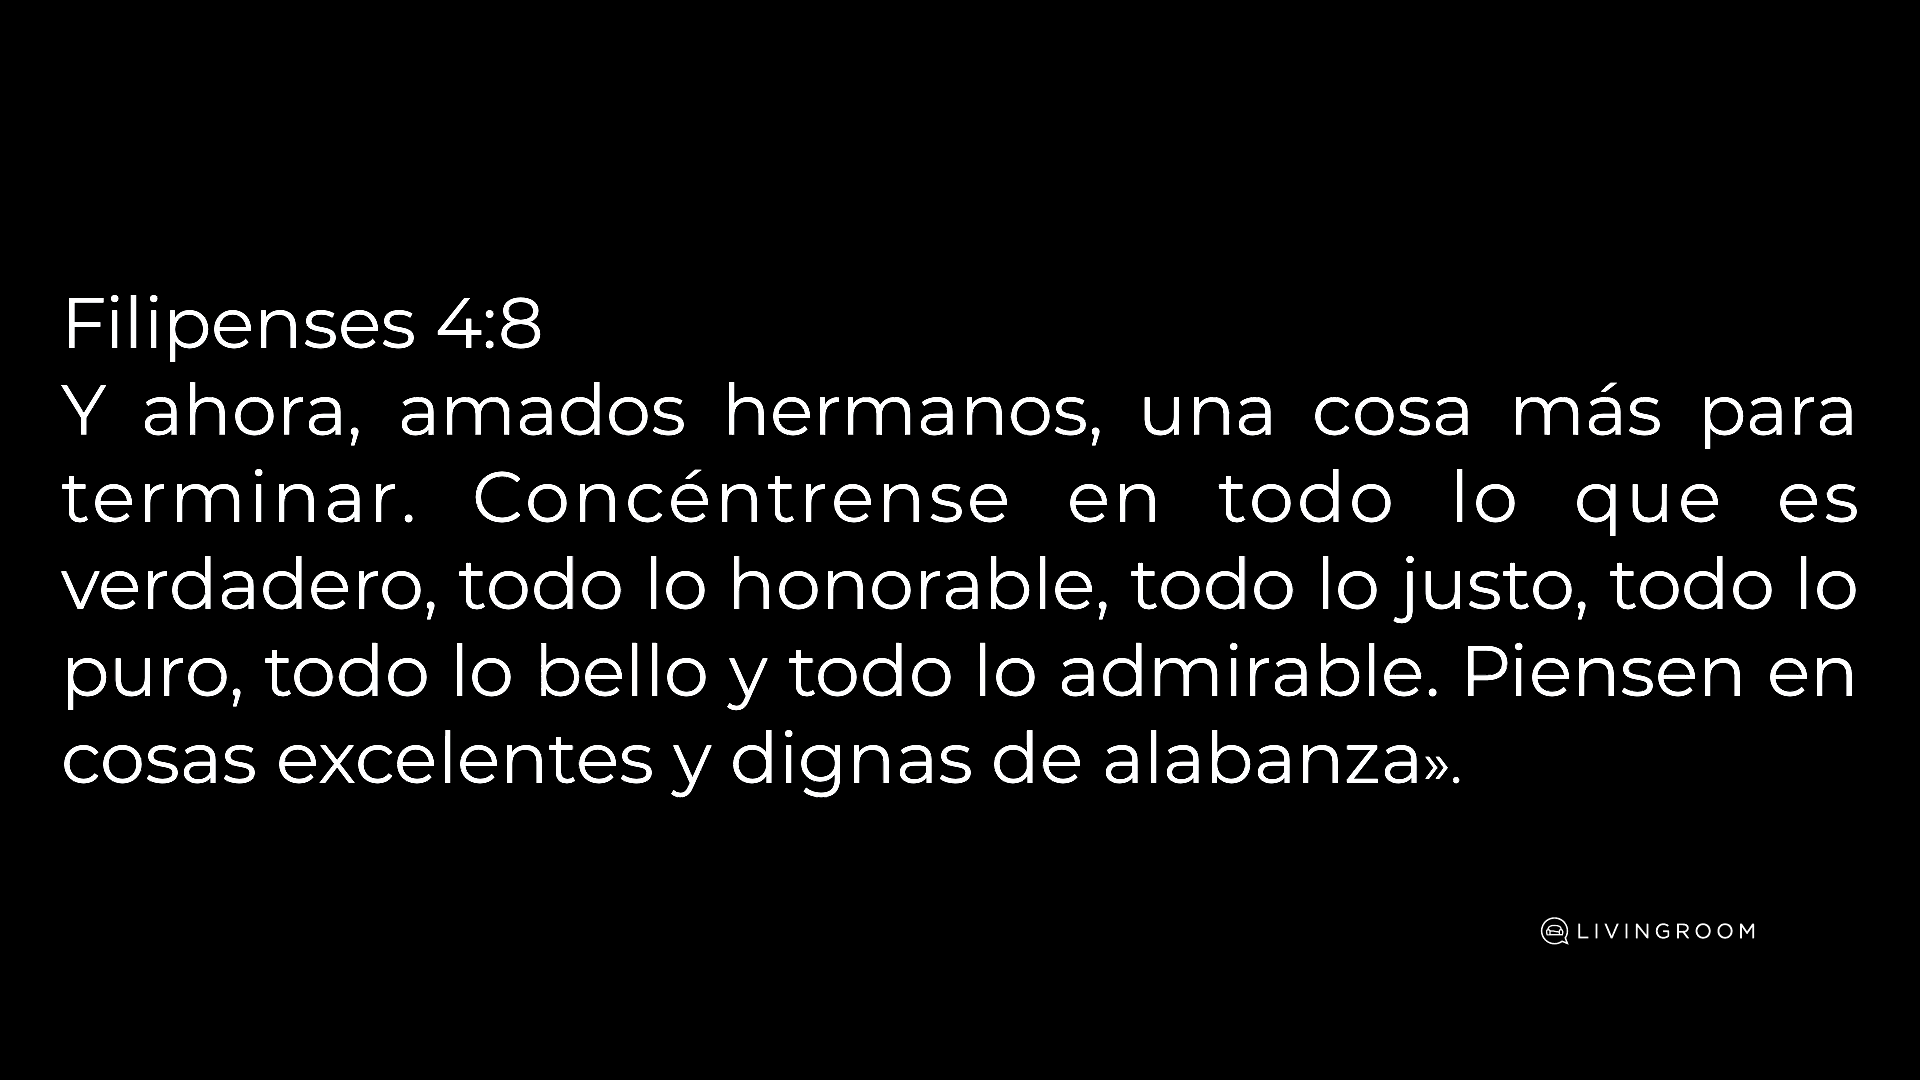 Filipenses 4:8
Y ahora, amados hermanos, una cosa más para
terminar. Concéntrense en todo lo que es
verdadero, todo lo honorable, todo lo justo, todo lo
puro, todo lo bello y todo lo admirable. Piensen en
cosas excelentes y dignas de alabanza».
LIVINGROOM